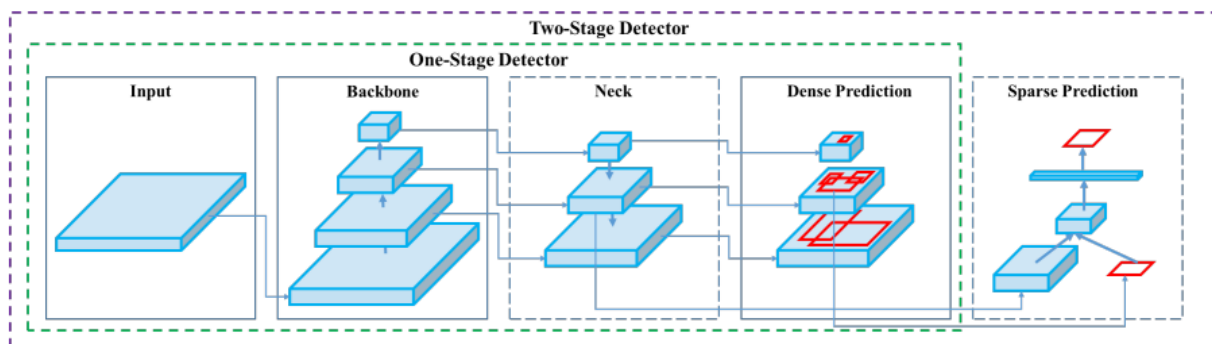 Two-Stage Detector
One-Stage Detector
Input
Backbone
Neck
Dense Prediction
Sparse Prediction